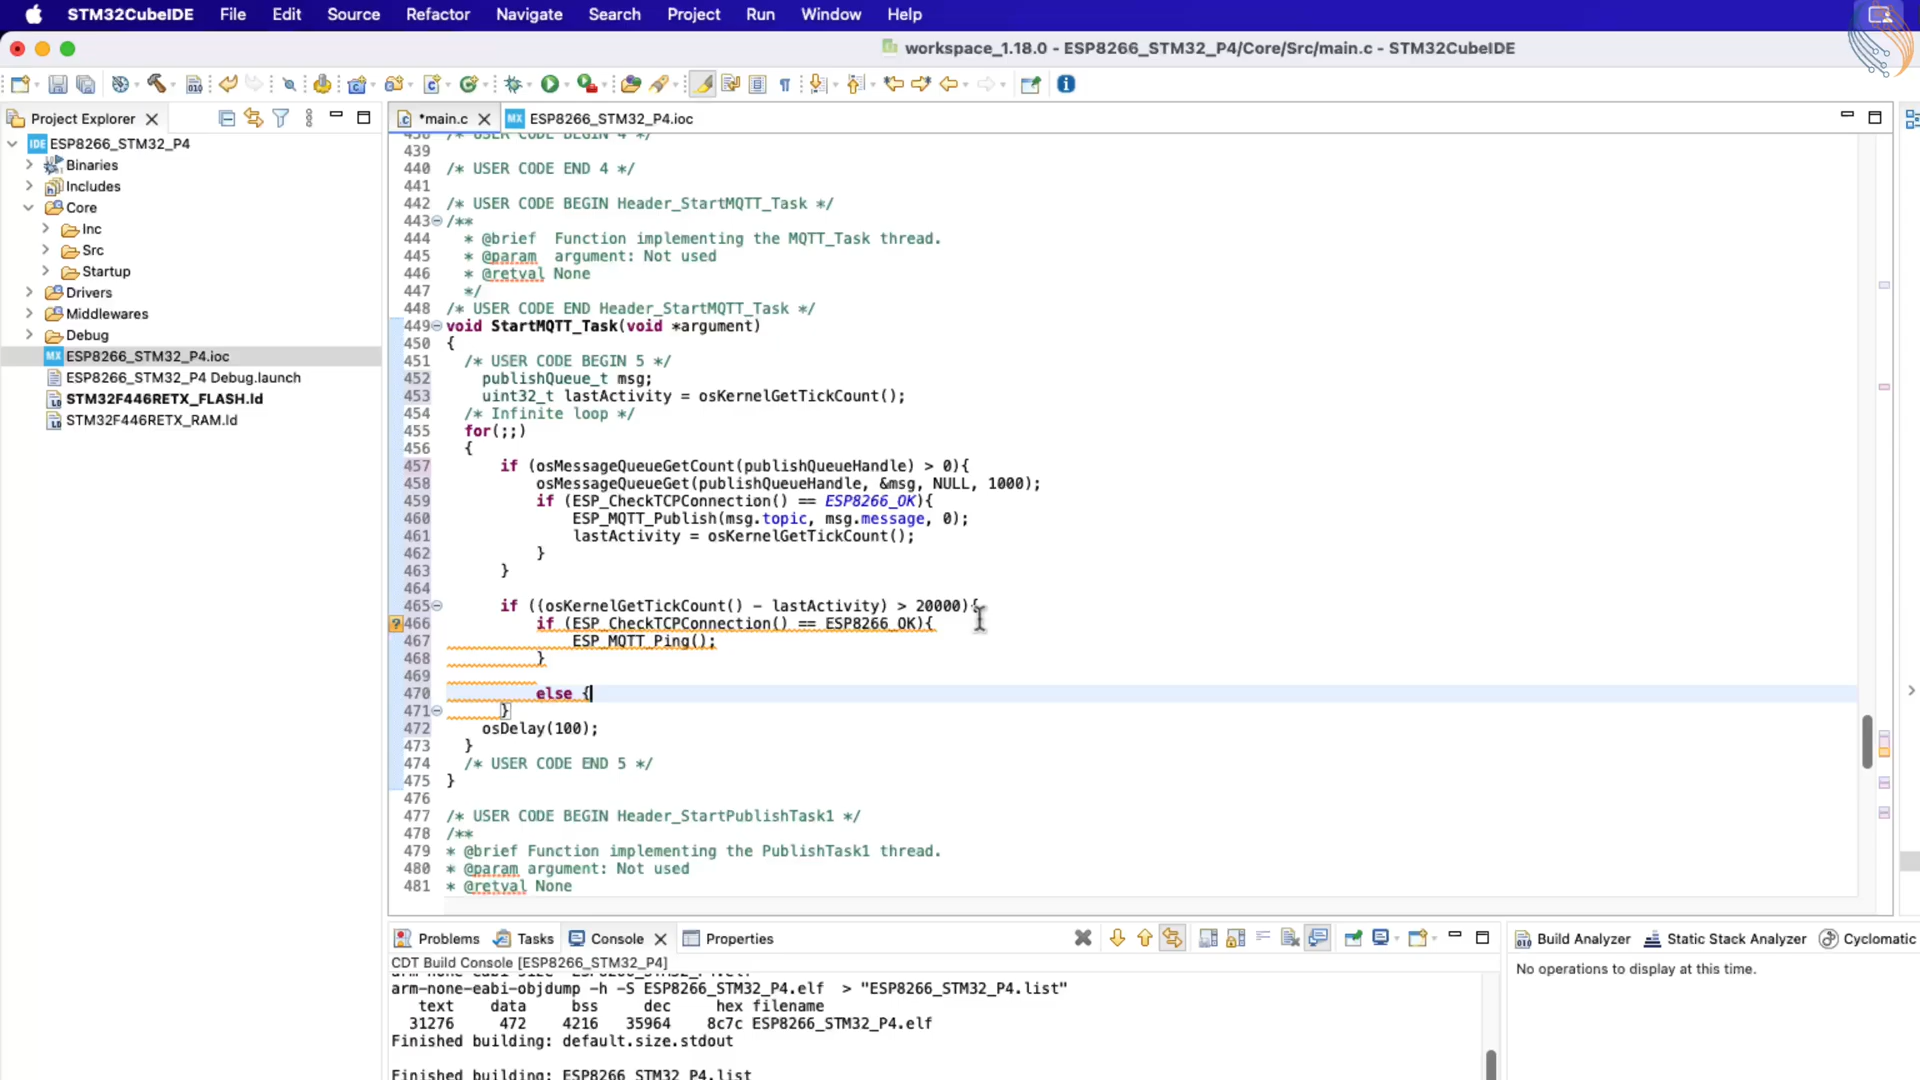 STM32CubeIDE File Edit Source Refactor Navigate Search Project Run Window Help
workspace_1.18.0 - ESP8266_STM32_P4/Core/Src/main.c - STM32CubeIDE
Project Explorer
ESP8266_STM32_P4
Binaries
Includes
Core
Inc
Src
Startup
Drivers
Middlewares
Debug
ESP8266_STM32_P4.ioc
ESP8266_STM32_P4 Debug.launch
STM32F446RETX_FLASH.ld
STM32F446RETX_RAM.ld
*main.c ESP8266_STM32_P4.ioc
438 /* USER CODE BEGIN 4 */
439
440 /* USER CODE END 4 */
441
442 /* USER CODE BEGIN Header_StartMQTT_Task */
443 /**
444 * @brief Function implementing the MQTT_Task thread.
445 * @param argument: Not used
446 * @retval None
447 */
448 /* USER CODE END Header_StartMQTT_Task */
449 void StartMQTT_Task(void *argument)
450 {
451 /* USER CODE BEGIN 5 */
452 publishQueue_t msg;
453 uint32_t lastActivity = osKernelGetTickCount();
454 /* Infinite loop */
455 for(;;)
456 {
457 if (osMessageQueueGetCount(publishQueueHandle) > 0){
458 osMessageQueueGet(publishQueueHandle, &msg, NULL, 1000);
459 if (ESP_CheckTCPConnection() == ESP8266_OK){
460 ESP_MQTT_Publish(msg.topic, msg.message, 0);
461 lastActivity = osKernelGetTickCount();
462 }
463 }
464
465 if ((osKernelGetTickCount() - lastActivity) > 20000){
466 if (ESP_CheckTCPConnection() == ESP8266_OK){
467 ESP_MQTT_Ping();
468 }
469
470 else {
471 }
472 osDelay(100);
473 }
474 /* USER CODE END 5 */
475 }
476
477 /* USER CODE BEGIN Header_StartPublishTask1 */
478 /**
479 * @brief Function implementing the PublishTask1 thread.
480 * @param argument: Not used
481 * @retval None
Problems Tasks Console Properties
CDT Build Console [ESP8266_STM32_P4]
arm-none-eabi-objdump -h -S ESP8266_STM32_P4.elf > "ESP8266_STM32_P4.list"
text data bss dec hex filename
31276 472 4216 35964 8c7c ESP8266_STM32_P4.elf
Finished building: default.size.stdout
Finished building: ESP8266_STM32_P4.list
Build Analyzer Static Stack Analyzer Cyclomatic
No operations to display at this time.